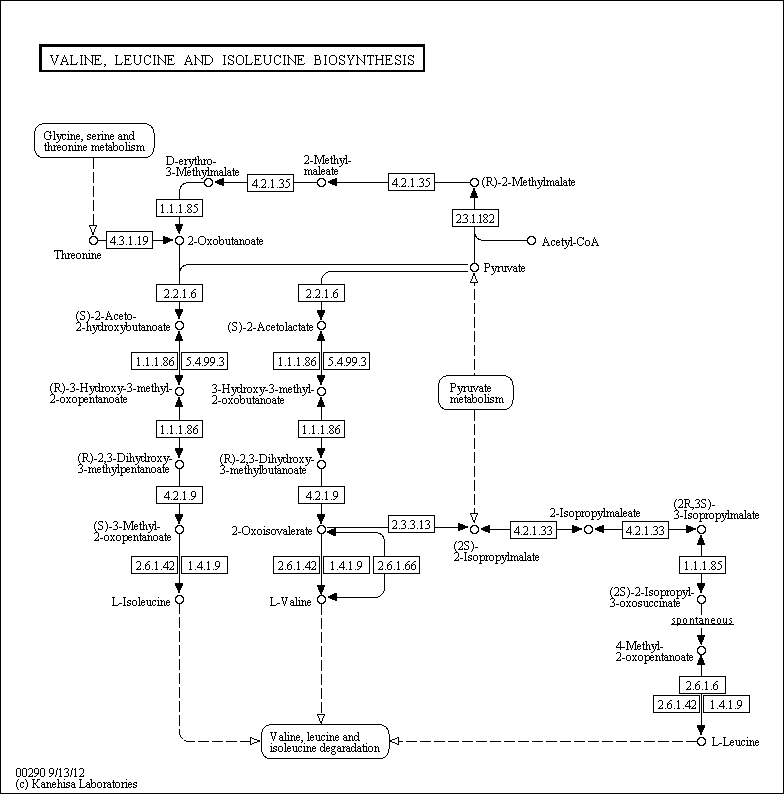 VALINE, LEUCINE AND ISOLEUCINE BIOSYNTHESIS
Glycine, serine and
threonine metabolism
D-erythro-
3-Methylmalate
2-Methyl-
maleate
4.2.1.35
4.2.1.35
(R)-2-Methylmalate
1.1.1.85
2.3.1.182
Threonine
4.3.1.19
2-Oxobutanoate
Acetyl-CoA
Pyruvate
2.2.1.6
2.2.1.6
(S)-2-Aceto-
2-hydroxybutanoate
(S)-2-Acetolactate
1.1.1.86
5.4.99.3
1.1.1.86
5.4.99.3
(R)-3-Hydroxy-3-methyl-
2-oxopentanoate
3-Hydroxy-3-methyl-
2-oxobutanoate
Pyruvate
metabolism
1.1.1.86
1.1.1.86
(R)-2,3-Dihydroxy-
3-methylpentanoate
(R)-2,3-Dihydroxy-
3-methylbutanoate
4.2.1.9
4.2.1.9
(S)-3-Methyl-
2-oxopentanoate
2-Oxoisovalerate
2.3.3.13
(2S)-
2-Isopropylmalate
4.2.1.33
2-Isopropylmaleate
4.2.1.33
(2R,3S)-
3-Isopropylmalate
2.6.1.42
1.4.1.9
2.6.1.42
1.4.1.9
2.6.1.66
1.1.1.85
L-Isoleucine
L-Valine
(2S)-2-Isopropyl-
3-oxosuccinate
spontaneous
4-Methyl-
2-oxopentanoate
2.6.1.6
2.6.1.42
1.4.1.9
Valine, leucine and
isoleucine degaradation
L-Leucine
00290 9/13/12
(c) Kanehisa Laboratories